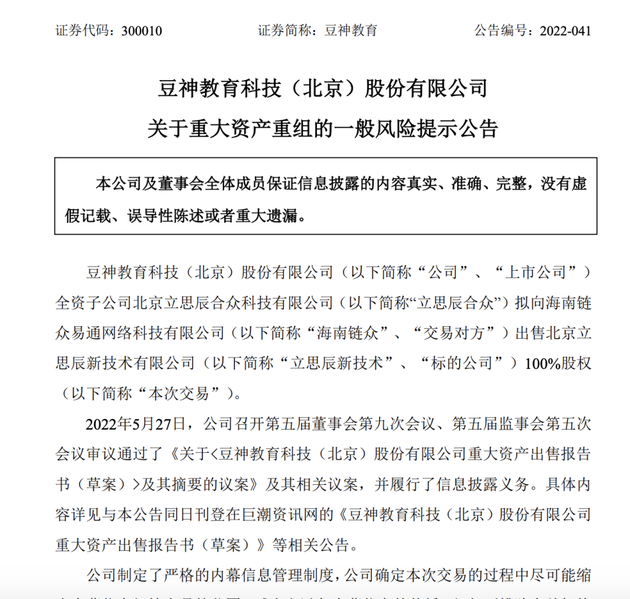 证券代码：300010 证券简称：豆神教育 公告编号：2022-041
豆神教育科技（北京）股份有限公司
关于重大资产重组的一般风险提示公告
本公司及董事会全体成员保证信息披露的内容真实、准确、完整，没有虚
假记载、误导性陈述或者重大遗漏。
豆神教育科技（北京）股份有限公司（以下简称“公司”、“上市公司”）
全资子公司北京立思辰合众科技有限公司（以下简称“立思辰合众”）拟向海南链
众易通网络科技有限公司（以下简称“海南链众”、“交易对方”）出售北京立
思辰新技术有限公司（以下简称“立思辰新技术”、“标的公司”）100%股权
（以下简称“本次交易”）。
2022年5月27日，公司召开第五届董事会第九次会议、第五届监事会第五次
会议审议通过了《关于<豆神教育科技（北京）股份有限公司重大资产出售报告
书（草案）>及其摘要的议案》及其相关议案，并履行了信息披露义务。具体内
容详见与本公告同日刊登在巨潮资讯网的《豆神教育科技（北京）股份有限公司
重大资产出售报告书（草案）》等相关公告。
公司制定了严格的内幕信息管理制度，公司确定本次交易的过程中尽可能缩